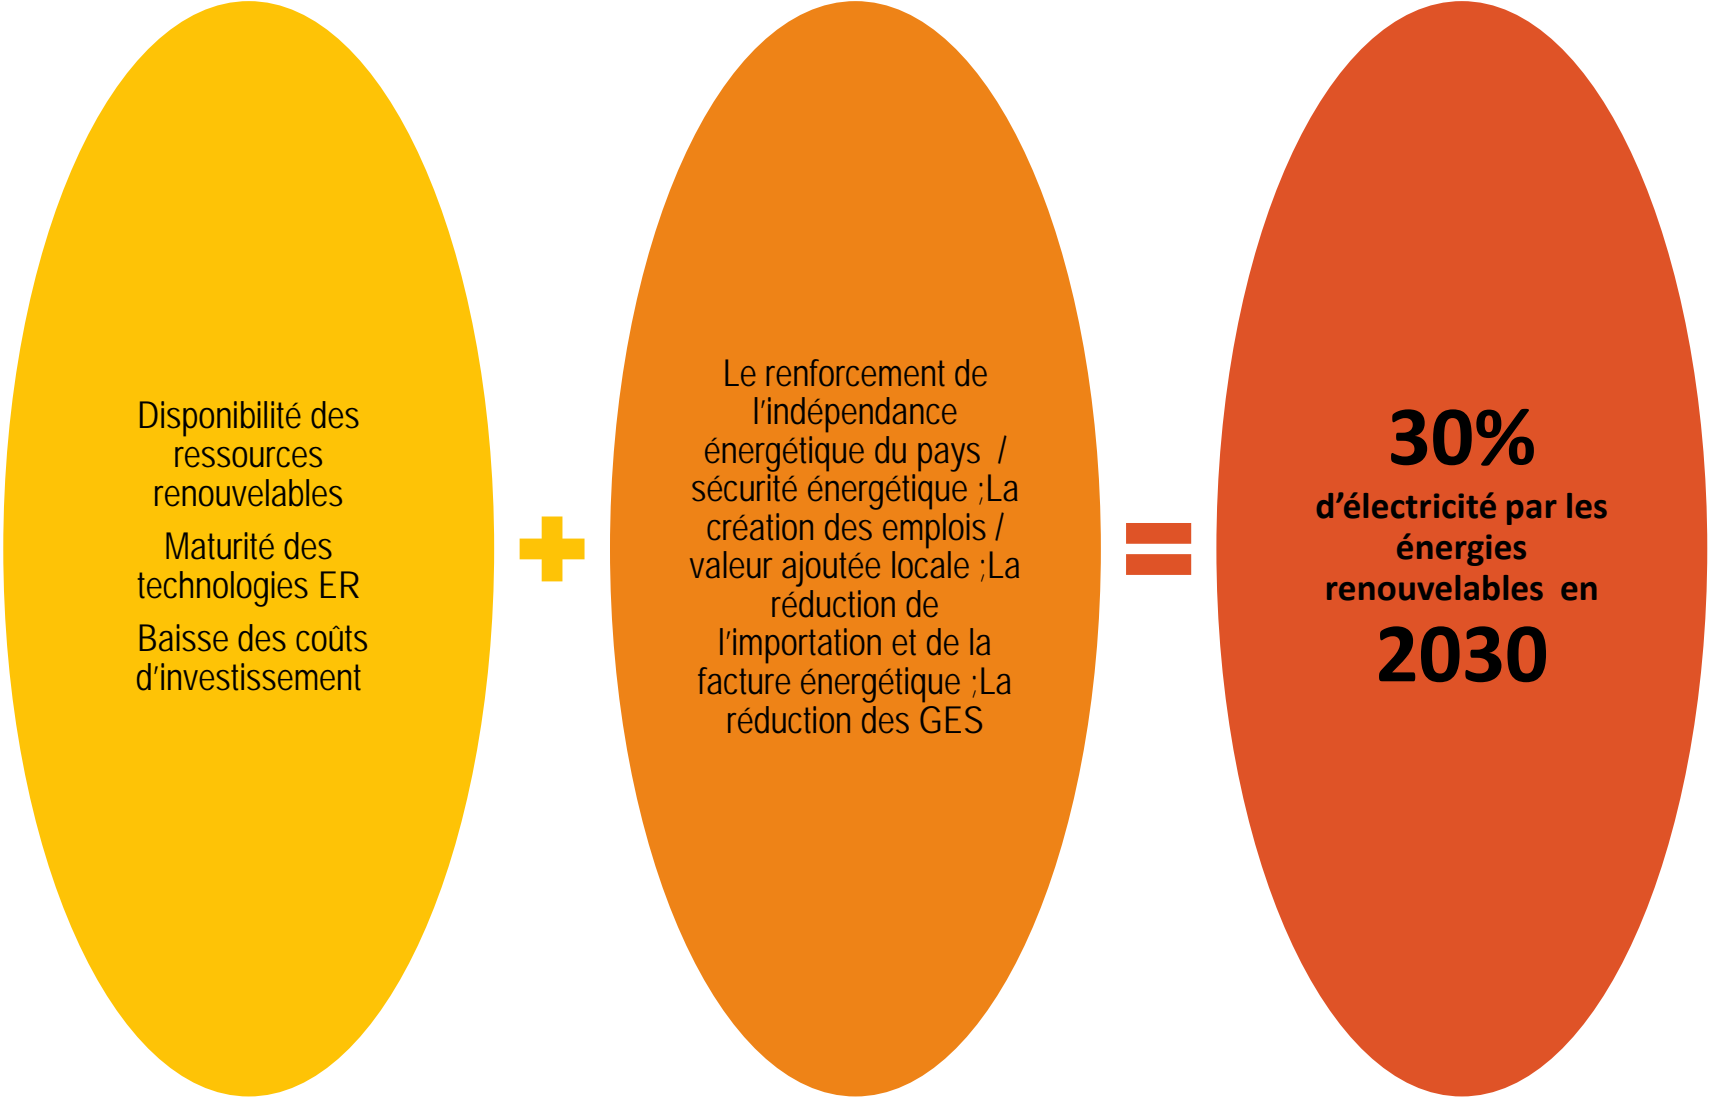 Disponibilité des
ressources
renouvelables
Maturité des
technologies ER
Baisse des coûts
d'investissement
Le renforcement de
l'indépendance
énergétique du pays /
sécurité énergétique ;La
création des emplois /
valeur ajoutée locale ;La
réduction de
l'importation et de la
facture énergétique ;La
réduction des GES
30%
d’électricité par les
énergies
renouvelables en
2030